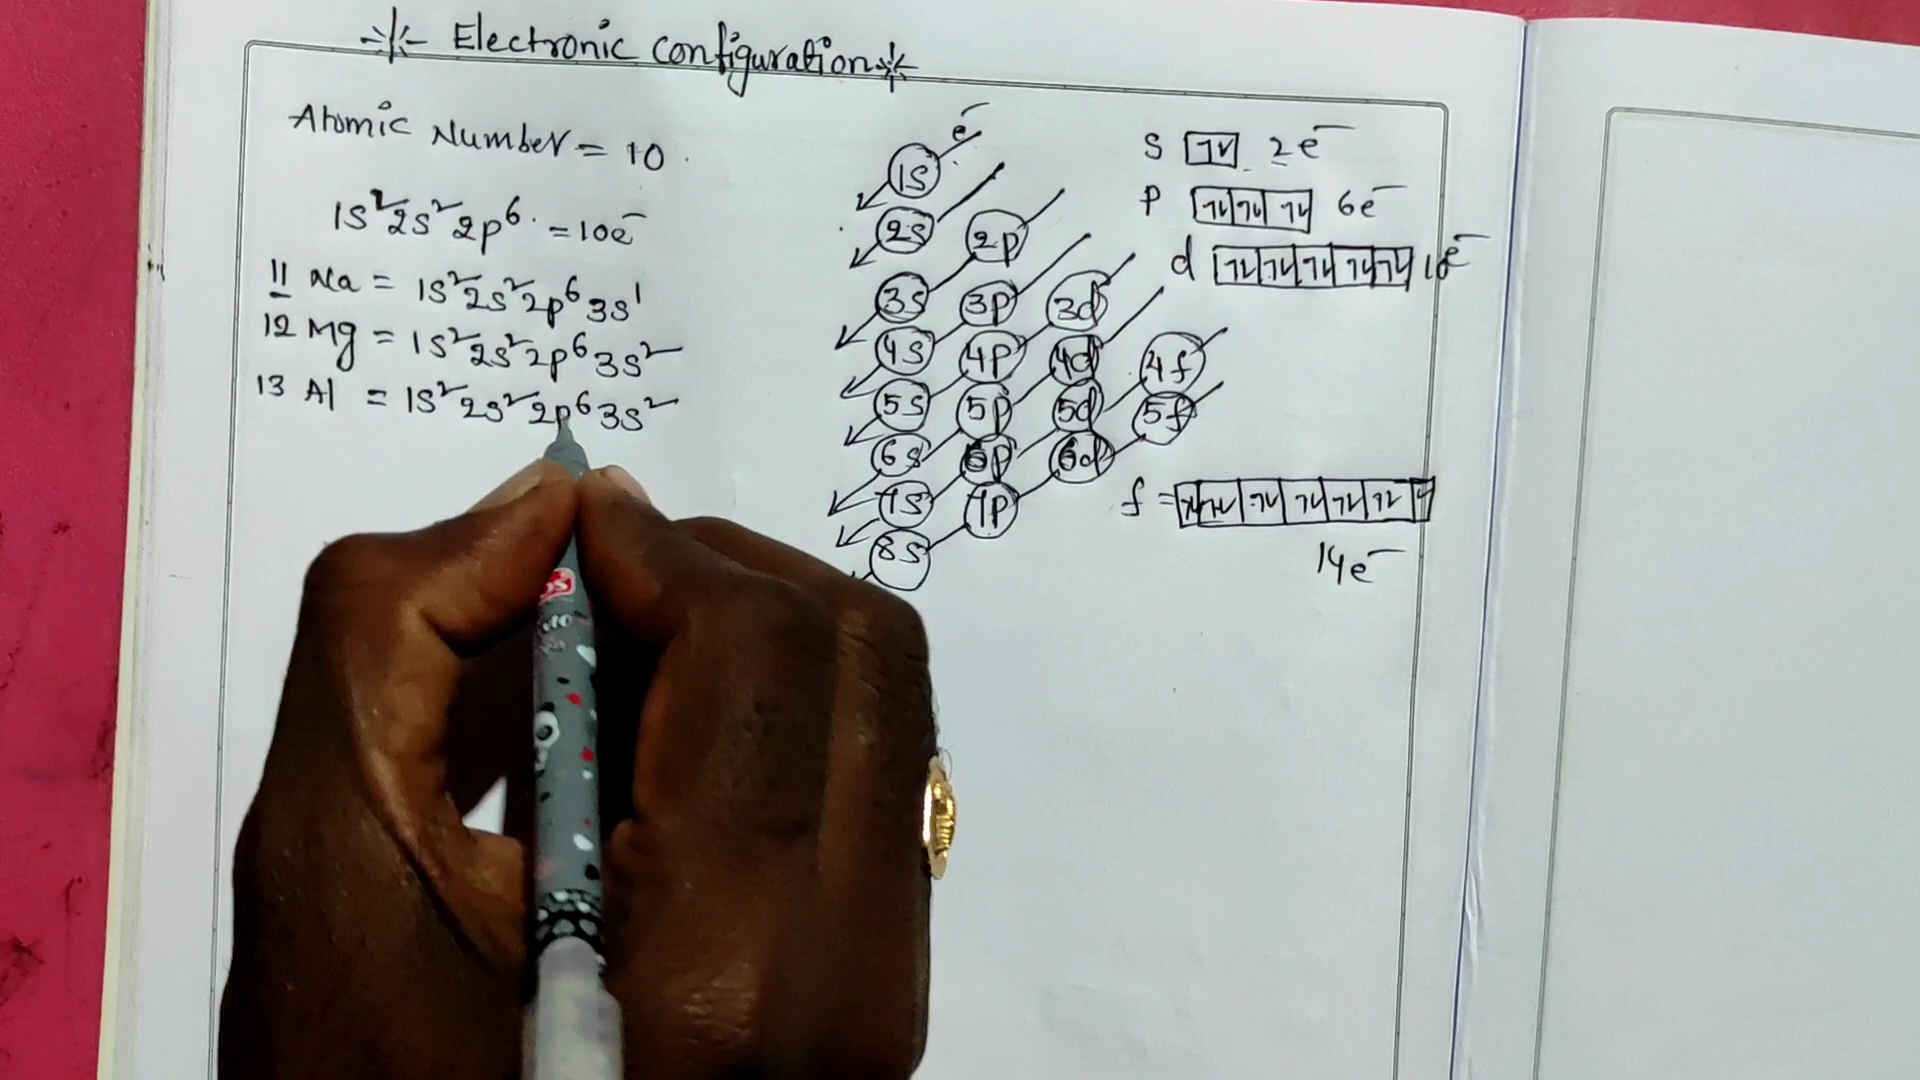 Electronic configuration
Atomic Number = 10
1s² 2s² 2p⁶ = 10e⁻
11 Na = 1s² 2s² 2p⁶ 3s¹
12 Mg = 1s² 2s² 2p⁶ 3s²
13 Al = 1s² 2s² 2p⁶ 3s²
e⁻
1s
2s 2p
3s 3p 3d
4s 4p 4d 4f
5s 5p 5d 5f
6s 6p 6d
7s 7p
8s
s 2e⁻
p 6e⁻
d 10e⁻
f =
14e⁻